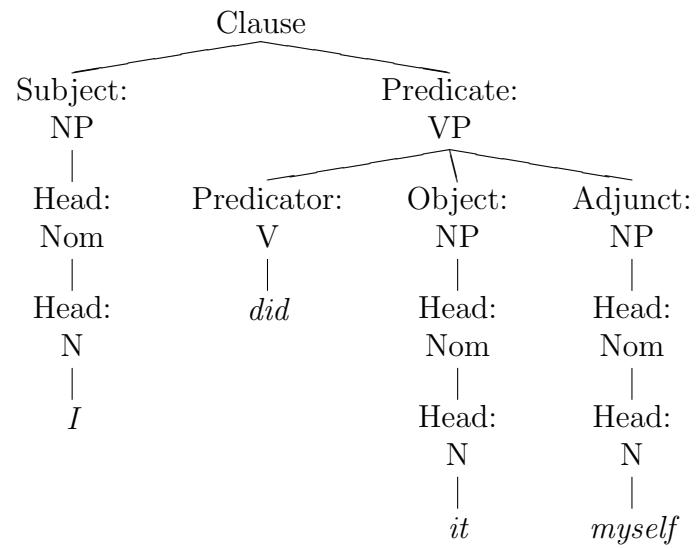 Clause
Subject: Predicate:
NP VP
Head: Predicator: Object: Adjunct:
Nom V NP NP
Head: did Head: Head:
N Nom Nom
I Head: Head:
N N
it myself